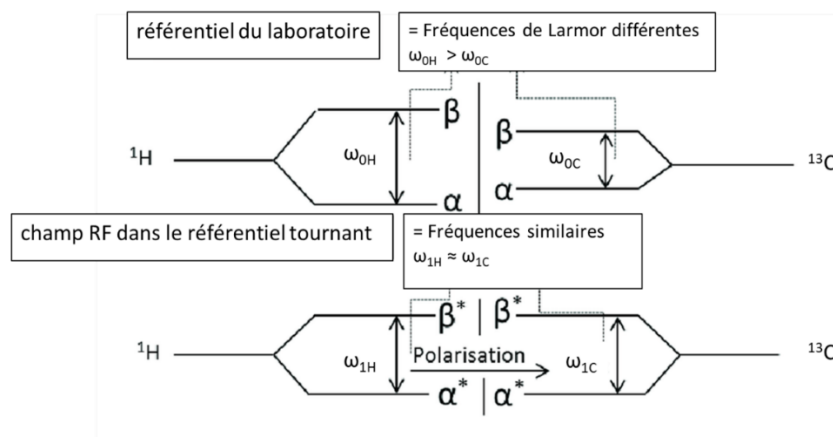 référentiel du laboratoire
= Fréquences de Larmor différentes
ω0H > ω0C
β
β
¹H
ω0H
ω0C
¹³C
α
α
champ RF dans le référentiel tournant
= Fréquences similaires
ω1H ≈ ω1C
β* | β*
¹H
ω1H
Polarisation
ω1C
¹³C
α* | α*